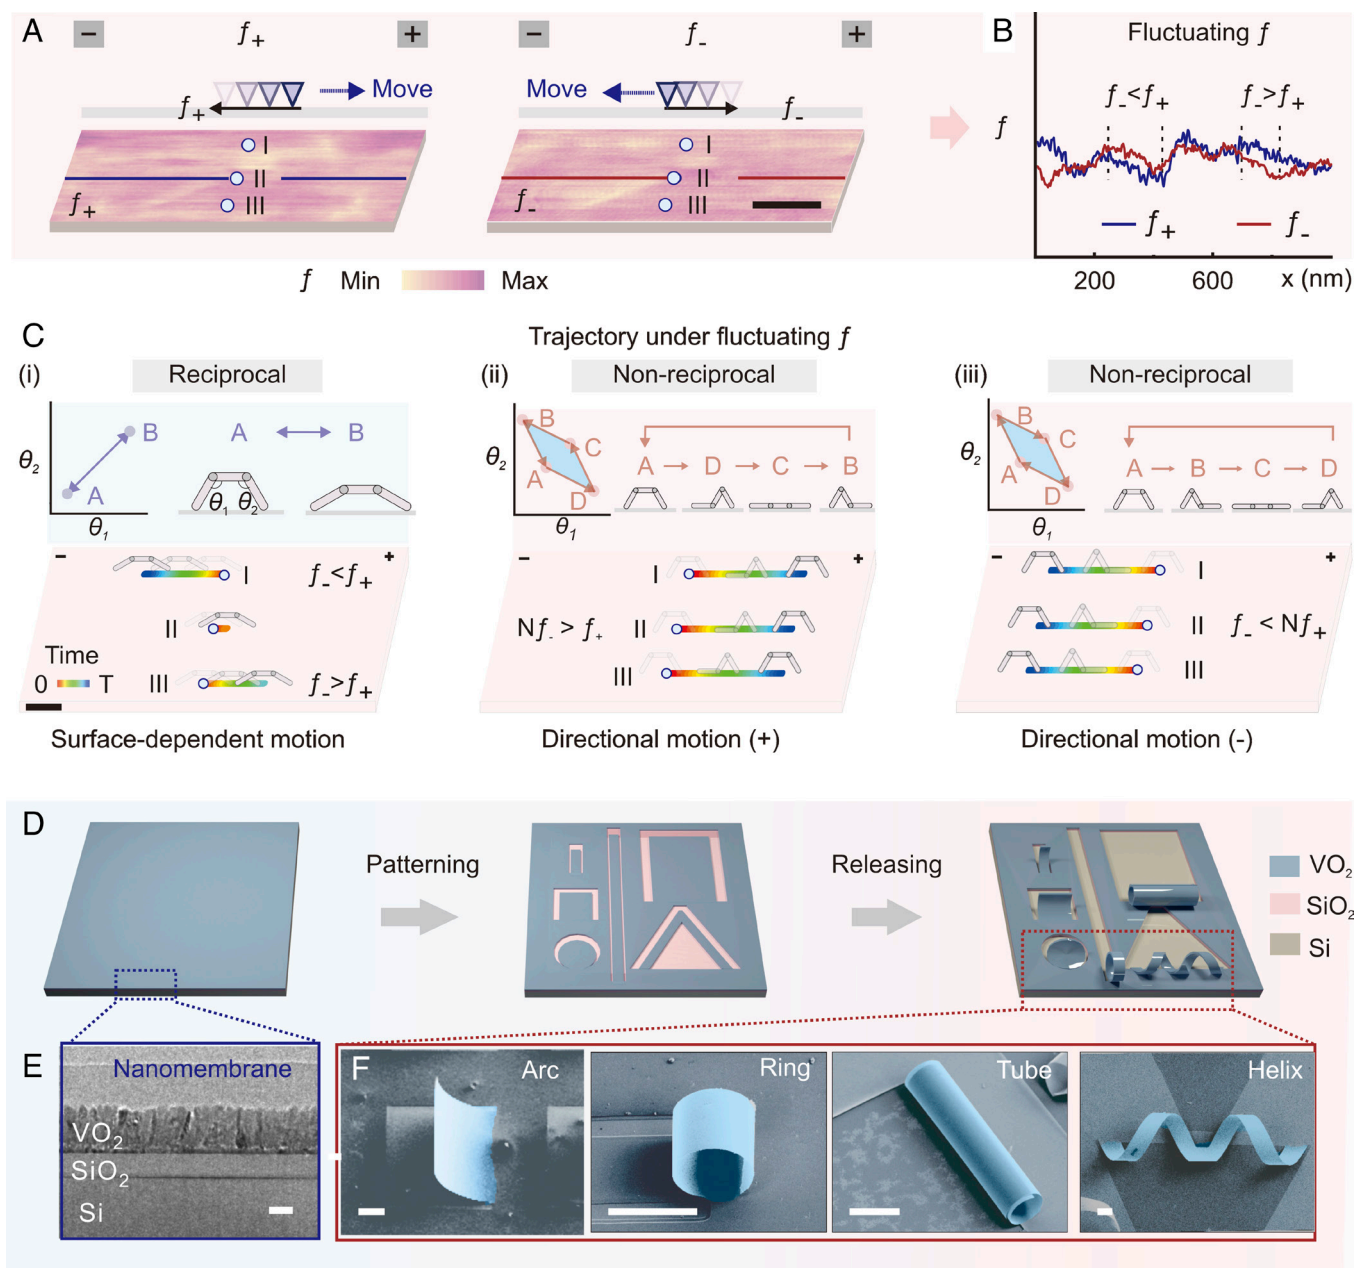 A
−
f₊
+
−
f₋
+
f₊
Move
Move
f₋
I
II
III
f₊
I
II
III
f₋
f Min Max
B
Fluctuating f
f₋<f₊ f₋>f₊
f
f₊ f₋
200 600 x (nm)
C
Trajectory under fluctuating f
(i) Reciprocal
θ₂
B
A
θ₁
A B
θ₁ θ₂
− +
I f₋<f₊
II
III f₋>f₊
Time
0 T
Surface-dependent motion
(ii) Non-reciprocal
θ₂
B
C
A
D
θ₁
A D C B
− +
I
Nf₋ > f₊ II
III
Directional motion (+)
(iii) Non-reciprocal
θ₂
B
C
A
D
θ₁
A B C D
− +
I
II f₋ < Nf₊
III
Directional motion (-)
D
Patterning
Releasing
VO₂
SiO₂
Si
E
Nanomembrane
VO₂
SiO₂
Si
F
Arc
Ring
Tube
Helix